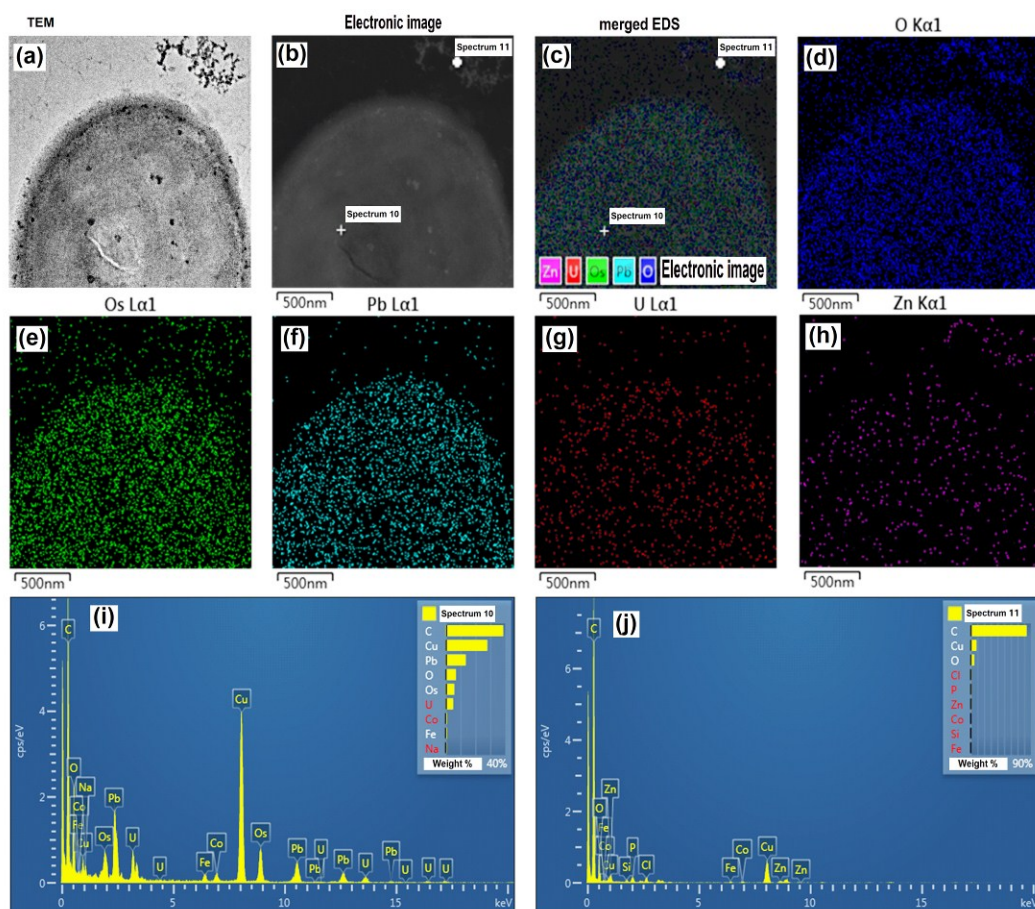 TEM
Electronic image
merged EDS
O Kα1
(a)
(b)
Spectrum 11
Spectrum 10
500nm
(c)
Spectrum 11
Spectrum 10
Zn U Os Pb O Electronic image
500nm
(d)
500nm
Os Lα1
Pb Lα1
U Lα1
Zn Kα1
(e)
500nm
(f)
500nm
(g)
500nm
(h)
500nm
(i)
cps/eV
6
4
2
0
C
O
Na
Co
Fe
Cu
Os
Pb
U
U
Fe
Co
Cu
Os
Pb
Pb
U
Pb
U
Pb
U
U
U
0 5 10 15 keV
Spectrum 10
C
Cu
Pb
O
Os
U
Co
Fe
Na
Weight % 40%
(j)
cps/eV
6
4
2
0
C
O
Zn
Fe
Co
Cu
Si
P
Cl
Fe
Co
Cu
Zn
Zn
0 5 10 15 keV
Spectrum 11
C
Cu
O
Cl
P
Zn
Co
Si
Fe
Weight % 90%